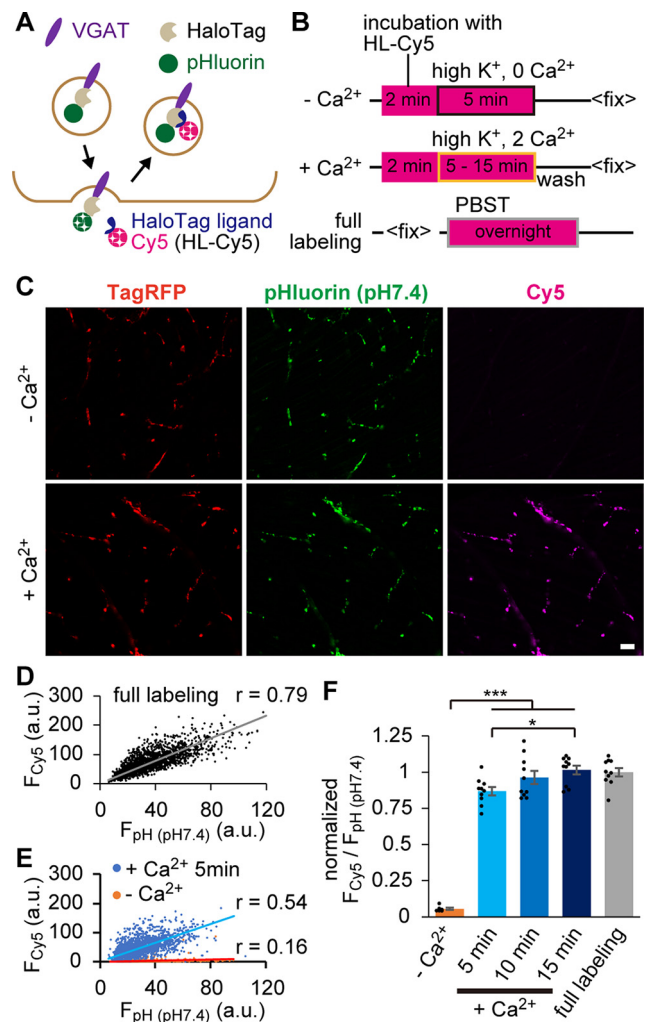 A
VGAT
HaloTag
pHluorin
HaloTag ligand
Cy5 (HL-Cy5)
B
incubation with
HL-Cy5
high K⁺, 0 Ca²⁺
- Ca²⁺
2 min
5 min
<fix>
high K⁺, 2 Ca²⁺
+ Ca²⁺
2 min
5 - 15 min
wash
<fix>
PBST
full
labeling
<fix>
overnight
C
TagRFP
pHluorin (pH7.4)
Cy5
- Ca²⁺
+ Ca²⁺
D
full labeling
r = 0.79
F_Cy5 (a.u.)
300
200
100
0
0
40
80
120
F_pH (pH7.4) (a.u.)
E
+ Ca²⁺ 5min
- Ca²⁺
r = 0.54
r = 0.16
F_Cy5 (a.u.)
300
200
100
0
0
40
80
120
F_pH (pH7.4) (a.u.)
F
***
*
normalized
F_Cy5 / F_pH (pH7.4)
1.25
1
0.75
0.5
0.25
0
- Ca²⁺
5 min
10 min
15 min
full labeling
+ Ca²⁺